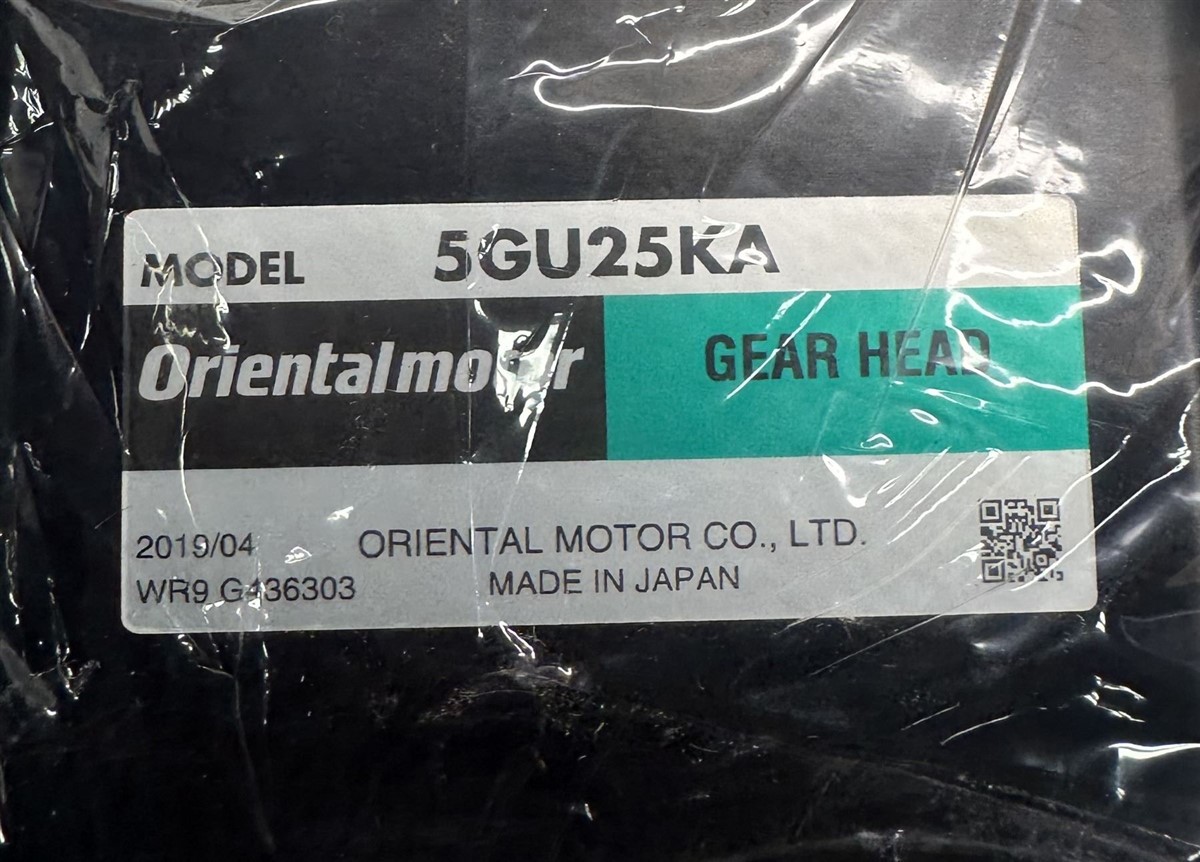 MODEL 5GU25KA
Orientalmotor GEAR HEAD
2019/04 ORIENTAL MOTOR CO., LTD.
WR9 G436303 MADE IN JAPAN